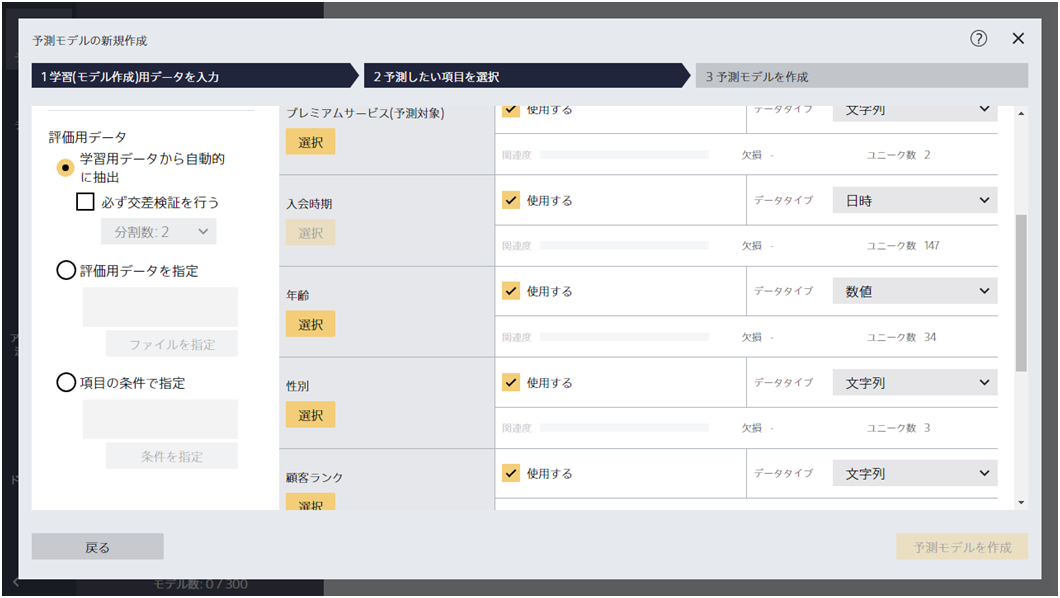 予測モデルの新規作成
?
1 学習(モデル作成)用データを入力
2 予測したい項目を選択
3 予測モデルを作成
評価用データ
学習用データから自動的
に抽出
必ず交差検証を行う
分割数: 2
評価用データを指定
ファイルを指定
項目の条件で指定
条件を指定
プレミアムサービス(予測対象)
選択
使用する
データタイプ
文字列
関連度
欠損 -
ユニーク数 2
入会時期
選択
使用する
データタイプ
日時
関連度
欠損 -
ユニーク数 147
年齢
選択
使用する
データタイプ
数値
関連度
欠損 -
ユニーク数 34
性別
選択
使用する
データタイプ
文字列
関連度
欠損 -
ユニーク数 3
顧客ランク
選択
使用する
データタイプ
文字列
戻る
予測モデルを作成
モデル数: 0 / 300